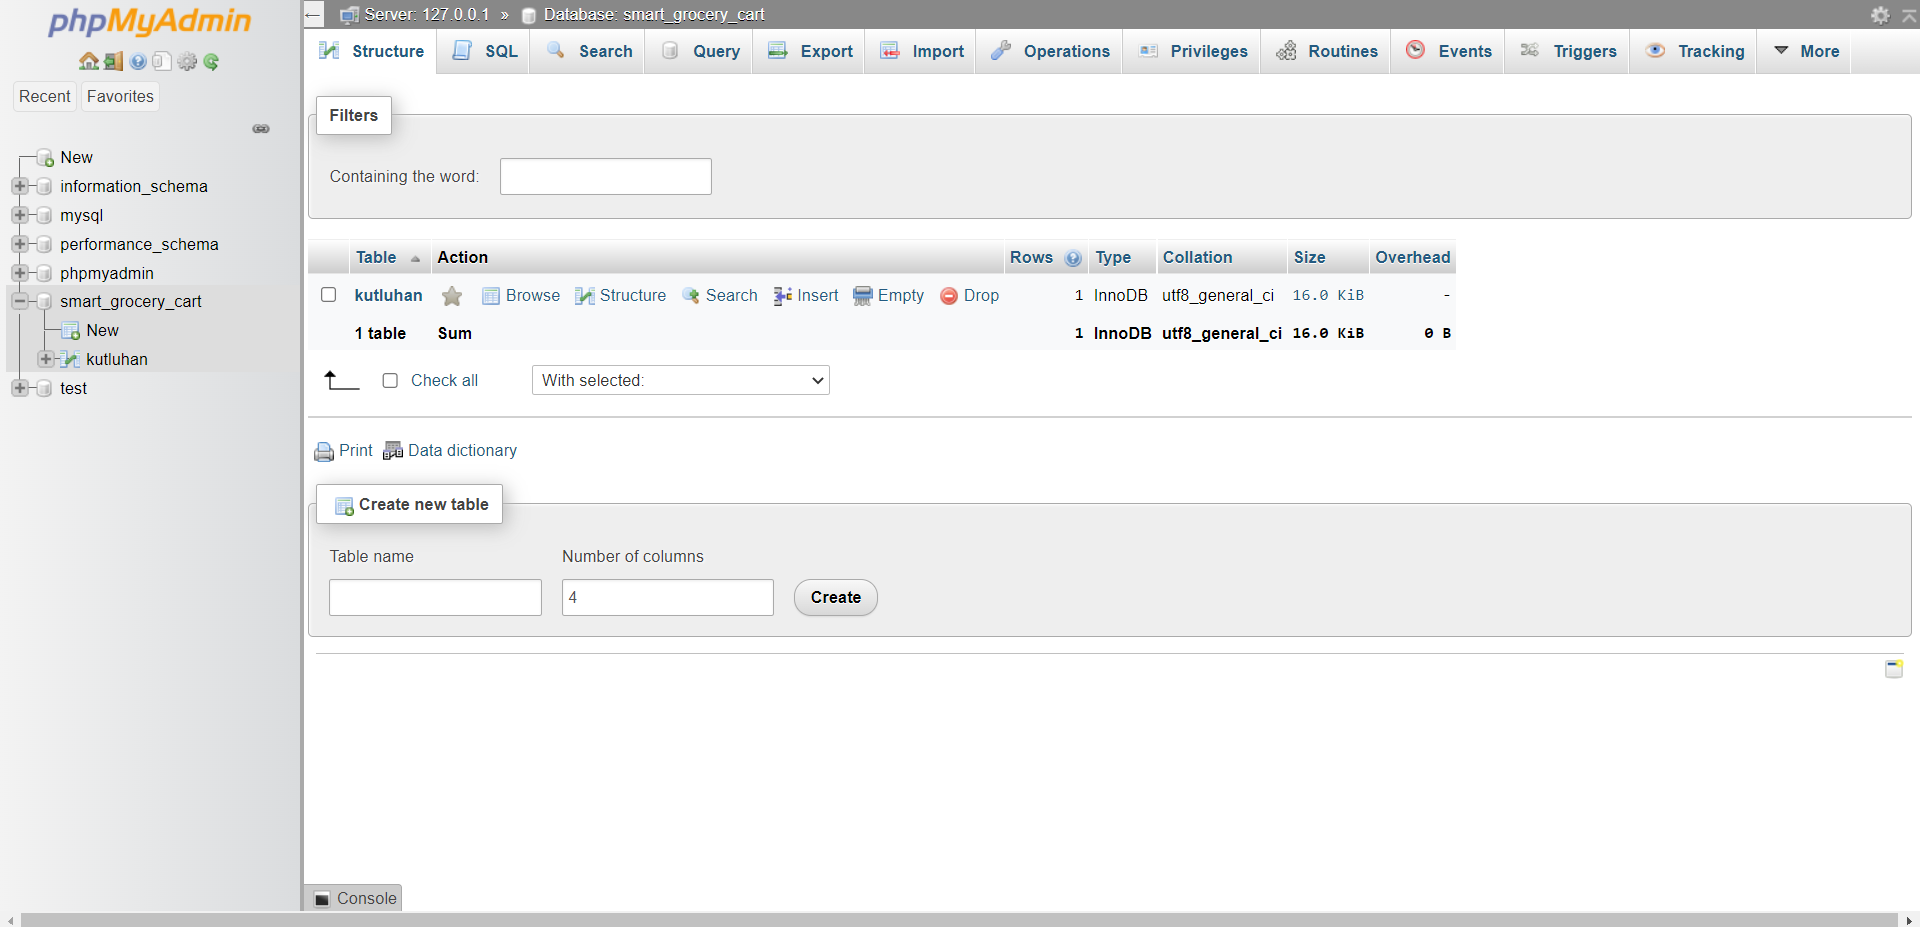 phpMyAdmin
Recent Favorites
New
information_schema
mysql
performance_schema
phpmyadmin
smart_grocery_cart
New
kutluhan
test
Server: 127.0.0.1 » Database: smart_grocery_cart
Structure SQL Search Query Export Import Operations Privileges Routines Events Triggers Tracking More
Filters
Containing the word:
Table Action Rows Type Collation Size Overhead
kutluhan Browse Structure Search Insert Empty Drop 1 InnoDB utf8_general_ci 16.0 KiB -
1 table Sum 1 InnoDB utf8_general_ci 16.0 KiB 0 B
Check all With selected:
Print Data dictionary
Create new table
Table name Number of columns
4 Create
Console